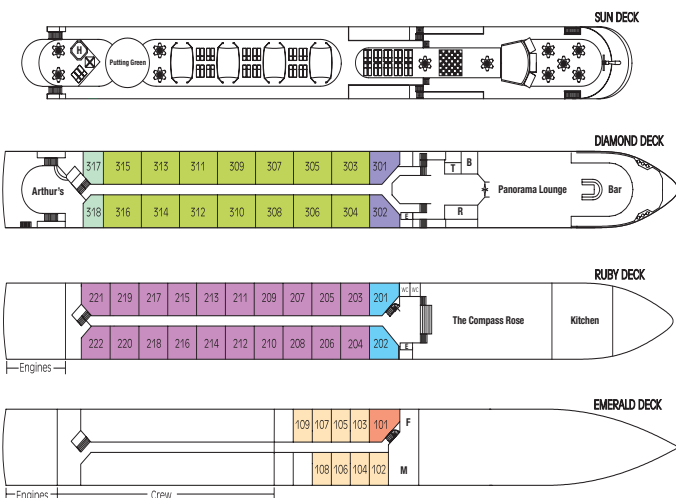 SUN DECK
H
Putting Green
DIAMOND DECK
317 315 313 311 309 307 305 303 301
B
T
Arthur's
Panorama Lounge
Bar
318 316 314 312 310 308 306 304 302
R
E
RUBY DECK
221 219 217 215 213 211 209 207 205 203 201
WC WC
The Compass Rose
Kitchen
222 220 218 216 214 212 210 208 206 204 202
E
Engines
EMERALD DECK
109 107 105 103 101
F
108 106 104 102
M
Engines
Crew